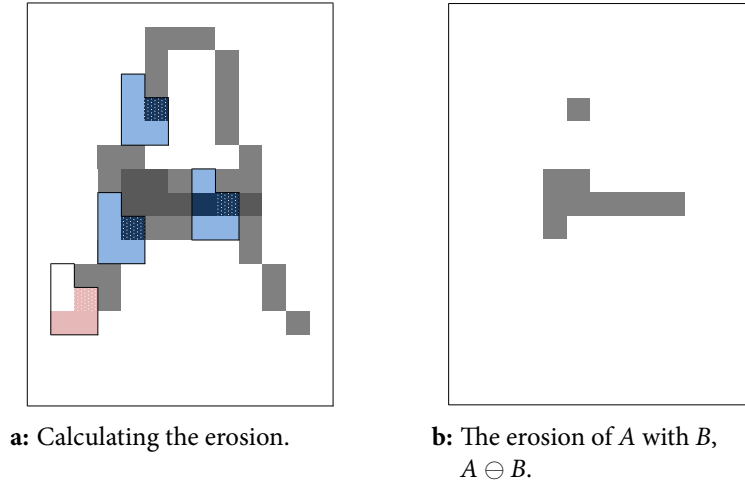 a: Calculating the erosion.
b: The erosion of A with B,
A ⊖ B.